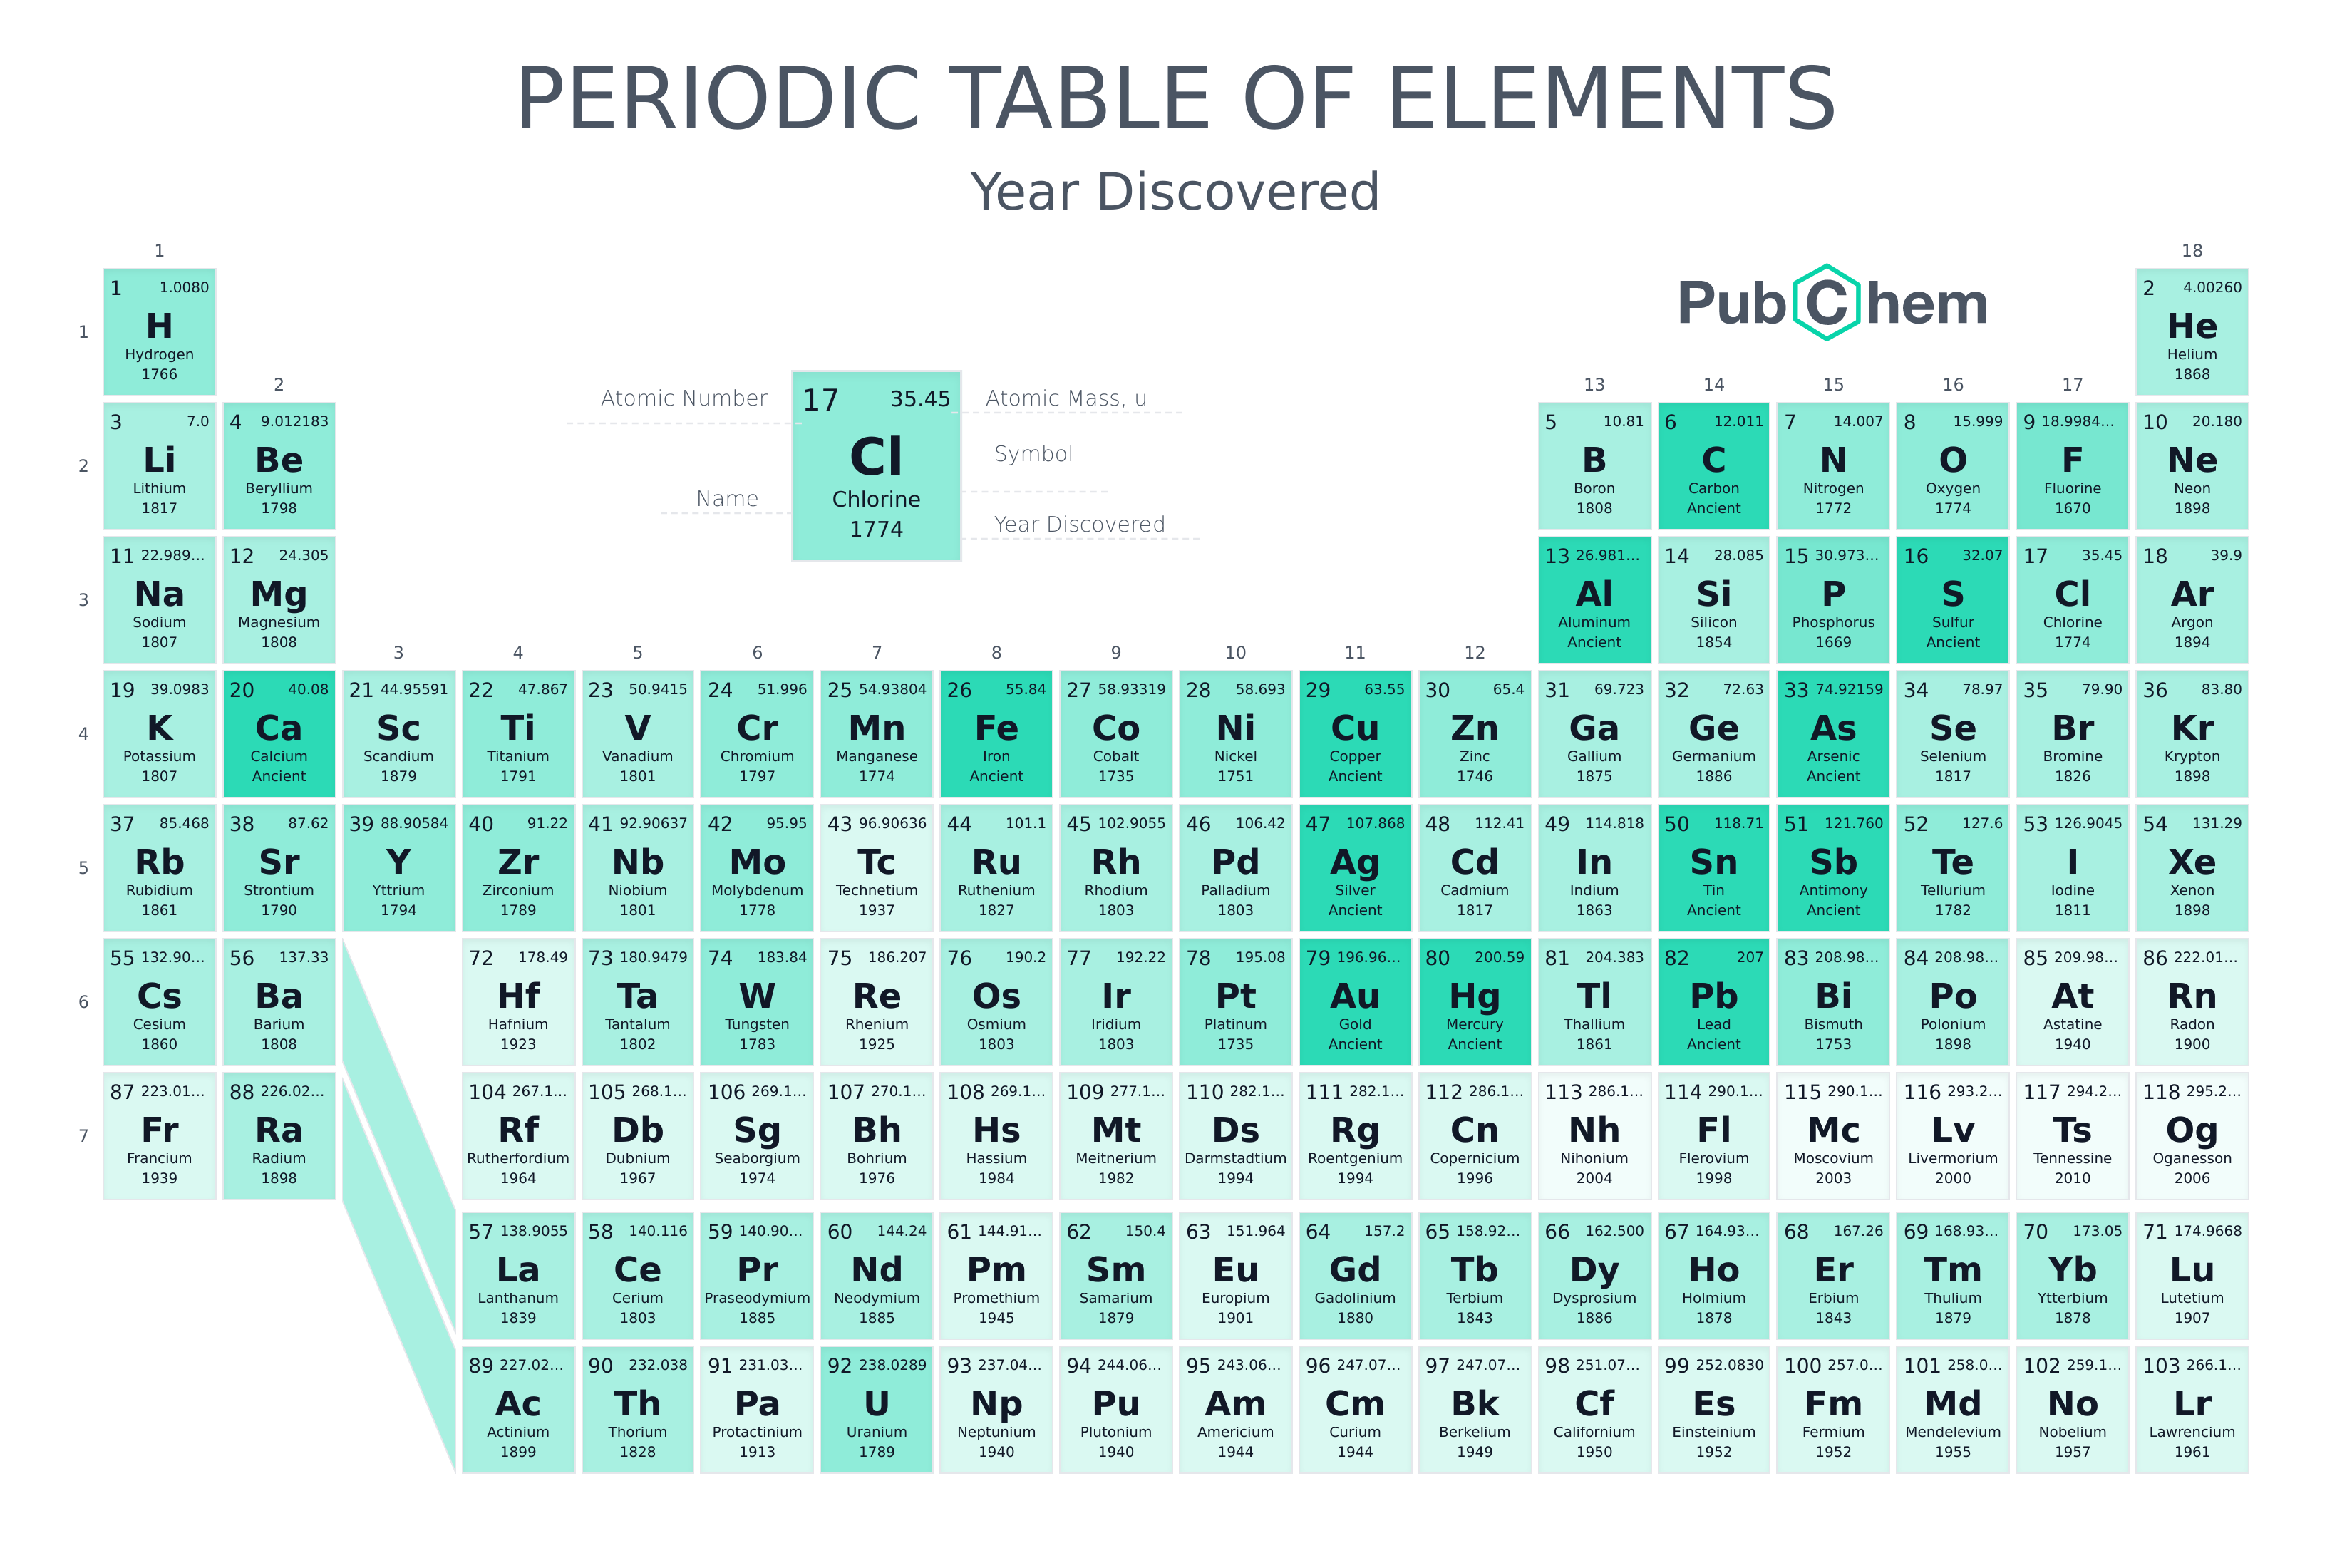 PERIODIC TABLE OF ELEMENTS
Year Discovered
1
18
1 1.0080
H
Hydrogen
1766
PubChem
2 4.00260
He
Helium
1868
1
2
13 14 15 16 17
Atomic Number
17 35.45
Cl
Chlorine
1774
Atomic Mass, u
Symbol
Name
Year Discovered
2
3 7.0
Li
Lithium
1817
4 9.012183
Be
Beryllium
1798
5 10.81
B
Boron
1808
6 12.011
C
Carbon
Ancient
7 14.007
N
Nitrogen
1772
8 15.999
O
Oxygen
1774
9 18.9984...
F
Fluorine
1670
10 20.180
Ne
Neon
1898
3
11 22.989...
Na
Sodium
1807
12 24.305
Mg
Magnesium
1808
13 26.981...
Al
Aluminum
Ancient
14 28.085
Si
Silicon
1854
15 30.973...
P
Phosphorus
1669
16 32.07
S
Sulfur
Ancient
17 35.45
Cl
Chlorine
1774
18 39.9
Ar
Argon
1894
3 4 5 6 7 8 9 10 11 12
4
19 39.0983
K
Potassium
1807
20 40.08
Ca
Calcium
Ancient
21 44.95591
Sc
Scandium
1879
22 47.867
Ti
Titanium
1791
23 50.9415
V
Vanadium
1801
24 51.996
Cr
Chromium
1797
25 54.93804
Mn
Manganese
1774
26 55.84
Fe
Iron
Ancient
27 58.93319
Co
Cobalt
1735
28 58.693
Ni
Nickel
1751
29 63.55
Cu
Copper
Ancient
30 65.4
Zn
Zinc
1746
31 69.723
Ga
Gallium
1875
32 72.63
Ge
Germanium
1886
33 74.92159
As
Arsenic
Ancient
34 78.97
Se
Selenium
1817
35 79.90
Br
Bromine
1826
36 83.80
Kr
Krypton
1898
5
37 85.468
Rb
Rubidium
1861
38 87.62
Sr
Strontium
1790
39 88.90584
Y
Yttrium
1794
40 91.22
Zr
Zirconium
1789
41 92.90637
Nb
Niobium
1801
42 95.95
Mo
Molybdenum
1778
43 96.90636
Tc
Technetium
1937
44 101.1
Ru
Ruthenium
1827
45 102.9055
Rh
Rhodium
1803
46 106.42
Pd
Palladium
1803
47 107.868
Ag
Silver
Ancient
48 112.41
Cd
Cadmium
1817
49 114.818
In
Indium
1863
50 118.71
Sn
Tin
Ancient
51 121.760
Sb
Antimony
Ancient
52 127.6
Te
Tellurium
1782
53 126.9045
I
Iodine
1811
54 131.29
Xe
Xenon
1898
6
55 132.90...
Cs
Cesium
1860
56 137.33
Ba
Barium
1808
72 178.49
Hf
Hafnium
1923
73 180.9479
Ta
Tantalum
1802
74 183.84
W
Tungsten
1783
75 186.207
Re
Rhenium
1925
76 190.2
Os
Osmium
1803
77 192.22
Ir
Iridium
1803
78 195.08
Pt
Platinum
1735
79 196.96...
Au
Gold
Ancient
80 200.59
Hg
Mercury
Ancient
81 204.383
Tl
Thallium
1861
82 207
Pb
Lead
Ancient
83 208.98...
Bi
Bismuth
1753
84 208.98...
Po
Polonium
1898
85 209.98...
At
Astatine
1940
86 222.01...
Rn
Radon
1900
7
87 223.01...
Fr
Francium
1939
88 226.02...
Ra
Radium
1898
104 267.1...
Rf
Rutherfordium
1964
105 268.1...
Db
Dubnium
1967
106 269.1...
Sg
Seaborgium
1974
107 270.1...
Bh
Bohrium
1976
108 269.1...
Hs
Hassium
1984
109 277.1...
Mt
Meitnerium
1982
110 282.1...
Ds
Darmstadtium
1994
111 282.1...
Rg
Roentgenium
1994
112 286.1...
Cn
Copernicium
1996
113 286.1...
Nh
Nihonium
2004
114 290.1...
Fl
Flerovium
1998
115 290.1...
Mc
Moscovium
2003
116 293.2...
Lv
Livermorium
2000
117 294.2...
Ts
Tennessine
2010
118 295.2...
Og
Oganesson
2006
57 138.9055
La
Lanthanum
1839
58 140.116
Ce
Cerium
1803
59 140.90...
Pr
Praseodymium
1885
60 144.24
Nd
Neodymium
1885
61 144.91...
Pm
Promethium
1945
62 150.4
Sm
Samarium
1879
63 151.964
Eu
Europium
1901
64 157.2
Gd
Gadolinium
1880
65 158.92...
Tb
Terbium
1843
66 162.500
Dy
Dysprosium
1886
67 164.93...
Ho
Holmium
1878
68 167.26
Er
Erbium
1843
69 168.93...
Tm
Thulium
1879
70 173.05
Yb
Ytterbium
1878
71 174.9668
Lu
Lutetium
1907
89 227.02...
Ac
Actinium
1899
90 232.038
Th
Thorium
1828
91 231.03...
Pa
Protactinium
1913
92 238.0289
U
Uranium
1789
93 237.04...
Np
Neptunium
1940
94 244.06...
Pu
Plutonium
1940
95 243.06...
Am
Americium
1944
96 247.07...
Cm
Curium
1944
97 247.07...
Bk
Berkelium
1949
98 251.07...
Cf
Californium
1950
99 252.0830
Es
Einsteinium
1952
100 257.0...
Fm
Fermium
1952
101 258.0...
Md
Mendelevium
1955
102 259.1...
No
Nobelium
1957
103 266.1...
Lr
Lawrencium
1961